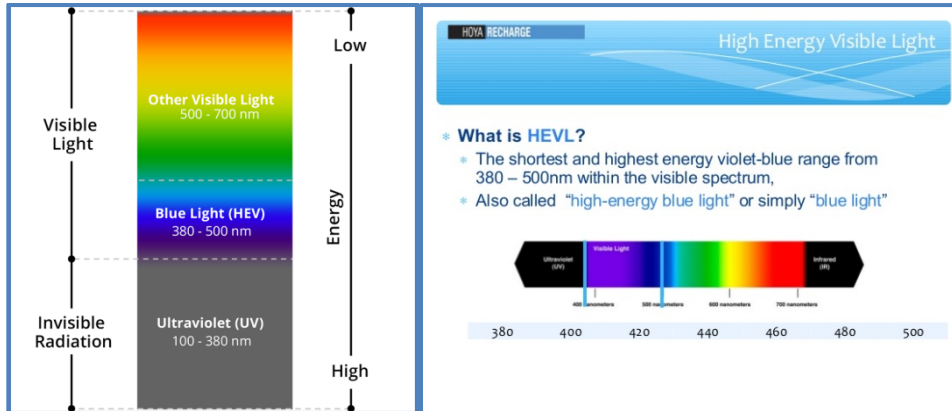 Low
Other Visible Light
500 - 700 nm
Visible
Light
Blue Light (HEV)
380 - 500 nm
Energy
Invisible
Radiation
Ultraviolet (UV)
100 - 380 nm
High
HOYA RECHARGE
High Energy Visible Light
What is HEVL?
The shortest and highest energy violet-blue range from
380 – 500nm within the visible spectrum,
Also called “high-energy blue light” or simply “blue light”
Visible Light
Ultraviolet
(UV)
Infrared
(IR)
400 nanometers 500 nanometers 600 nanometers 700 nanometers
380 400 420 440 460 480 500